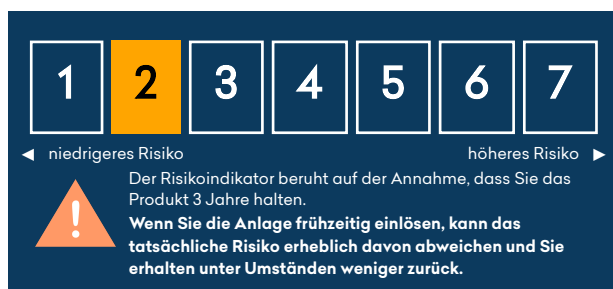 1 2 3 4 5 6 7
◄ niedrigeres Risiko höheres Risiko ►
Der Risikoindikator beruht auf der Annahme, dass Sie das
Produkt 3 Jahre halten.
Wenn Sie die Anlage frühzeitig einlösen, kann das
tatsächliche Risiko erheblich davon abweichen und Sie
erhalten unter Umständen weniger zurück.